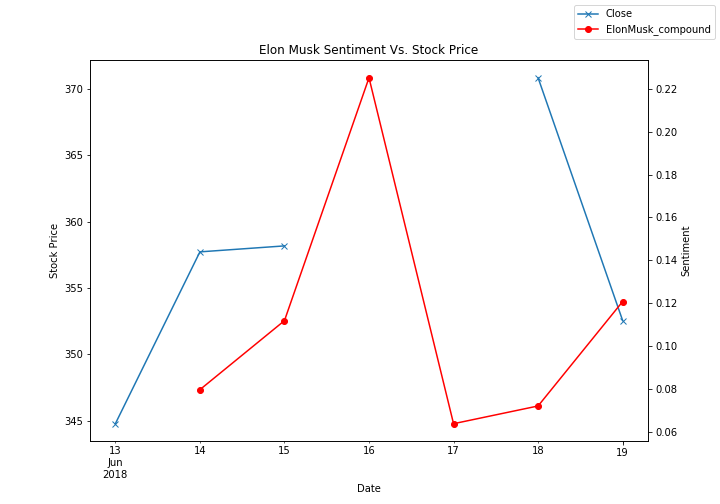 Close
ElonMusk_compound
Elon Musk Sentiment Vs. Stock Price
370
365
360
355
350
345
Stock Price
0.22
0.20
0.18
0.16
0.14
0.12
0.10
0.08
0.06
Sentiment
13 14 15 16 17 18 19
Jun
2018
Date